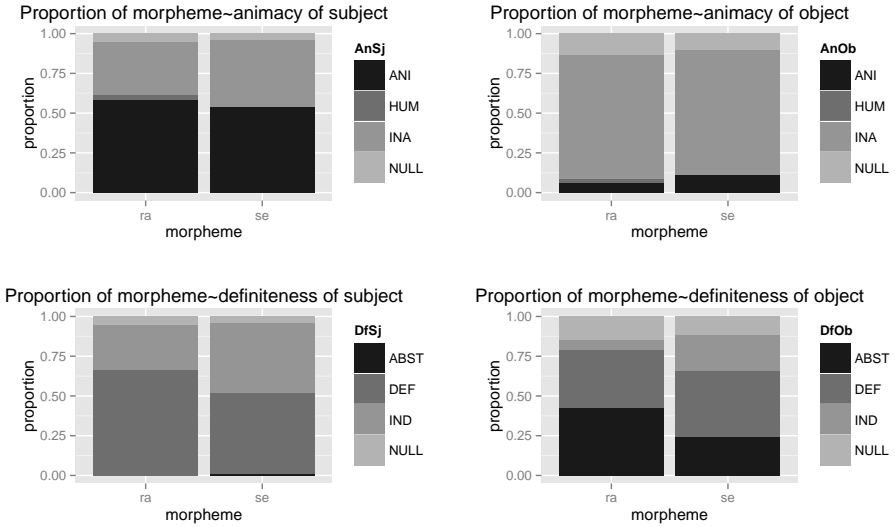 Proportion of morpheme~animacy of subject
1.00
0.75
0.50
0.25
0.00
proportion
ra
se
morpheme
AnSj
ANI
HUM
INA
NULL
Proportion of morpheme~animacy of object
1.00
0.75
0.50
0.25
0.00
proportion
ra
se
morpheme
AnOb
ANI
HUM
INA
NULL
Proportion of morpheme~definiteness of subject
1.00
0.75
0.50
0.25
0.00
proportion
ra
se
morpheme
DfSj
ABST
DEF
IND
NULL
Proportion of morpheme~definiteness of object
1.00
0.75
0.50
0.25
0.00
proportion
ra
se
morpheme
DfOb
ABST
DEF
IND
NULL